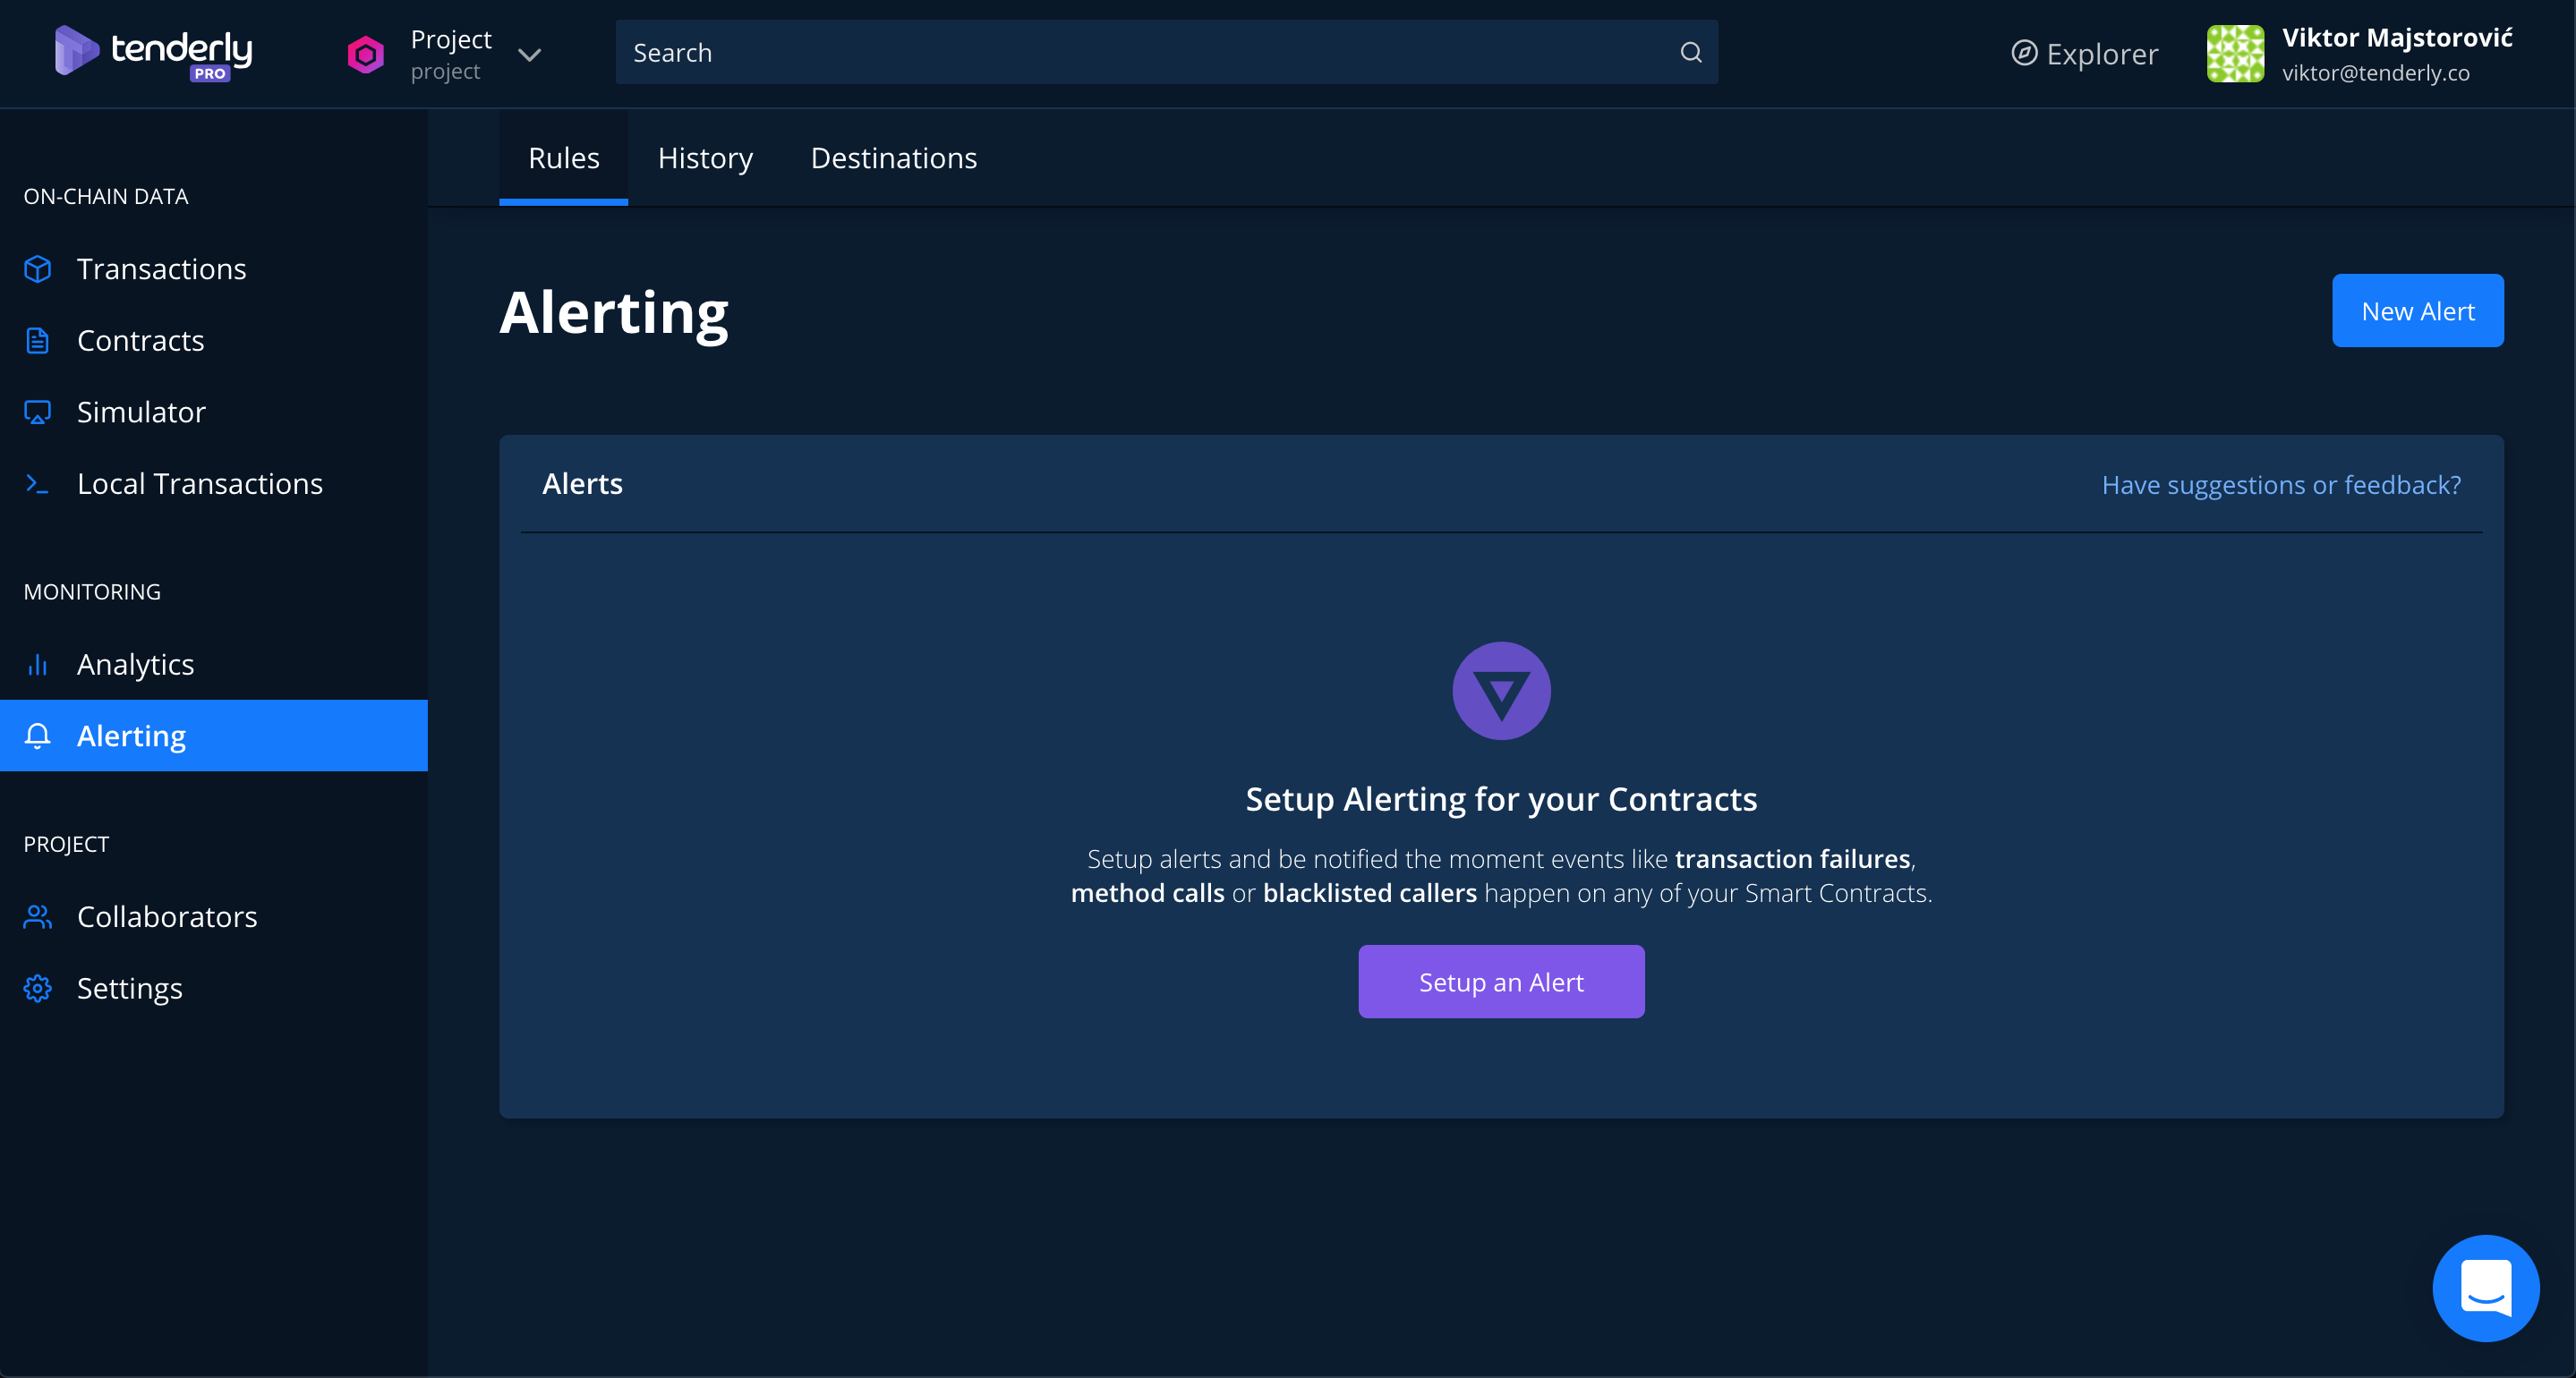 tenderly
PRO
Project
project
Search
Explorer
Viktor Majstorović
viktor@tenderly.co
ON-CHAIN DATA
Transactions
Contracts
Simulator
Local Transactions
MONITORING
Analytics
Alerting
PROJECT
Collaborators
Settings
Rules
History
Destinations
Alerting
New Alert
Alerts
Have suggestions or feedback?
Setup Alerting for your Contracts
Setup alerts and be notified the moment events like transaction failures,
method calls or blacklisted callers happen on any of your Smart Contracts.
Setup an Alert